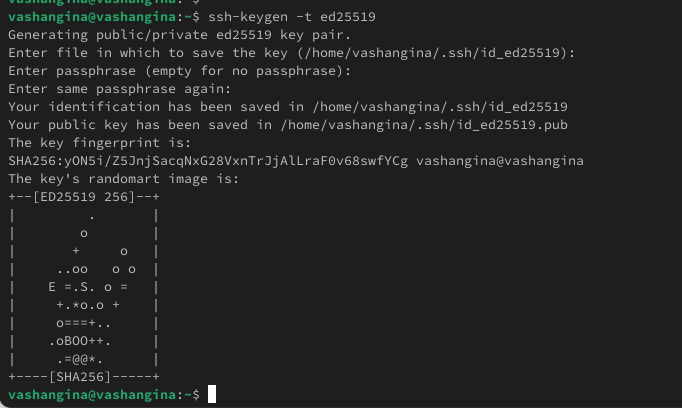 vashangina@vashangina:~$ ssh-keygen -t ed25519
Generating public/private ed25519 key pair.
Enter file in which to save the key (/home/vashangina/.ssh/id_ed25519):
Enter passphrase (empty for no passphrase):
Enter same passphrase again:
Your identification has been saved in /home/vashangina/.ssh/id_ed25519
Your public key has been saved in /home/vashangina/.ssh/id_ed25519.pub
The key fingerprint is:
SHA256:yON5i/Z5JnjSacqNxG28VxnTrJjAlLraF0v68swfYCg vashangina@vashangina
The key's randomart image is:
+--[ED25519 256]--+
|         .       |
|        o        |
|       +     o   |
|     ..oo   o o  |
|    E =.S. o =   |
|     +.*o.o +    |
|     o===+..     |
|    .oBOO++.     |
|     .=@@*.      |
+----[SHA256]-----+
vashangina@vashangina:~$